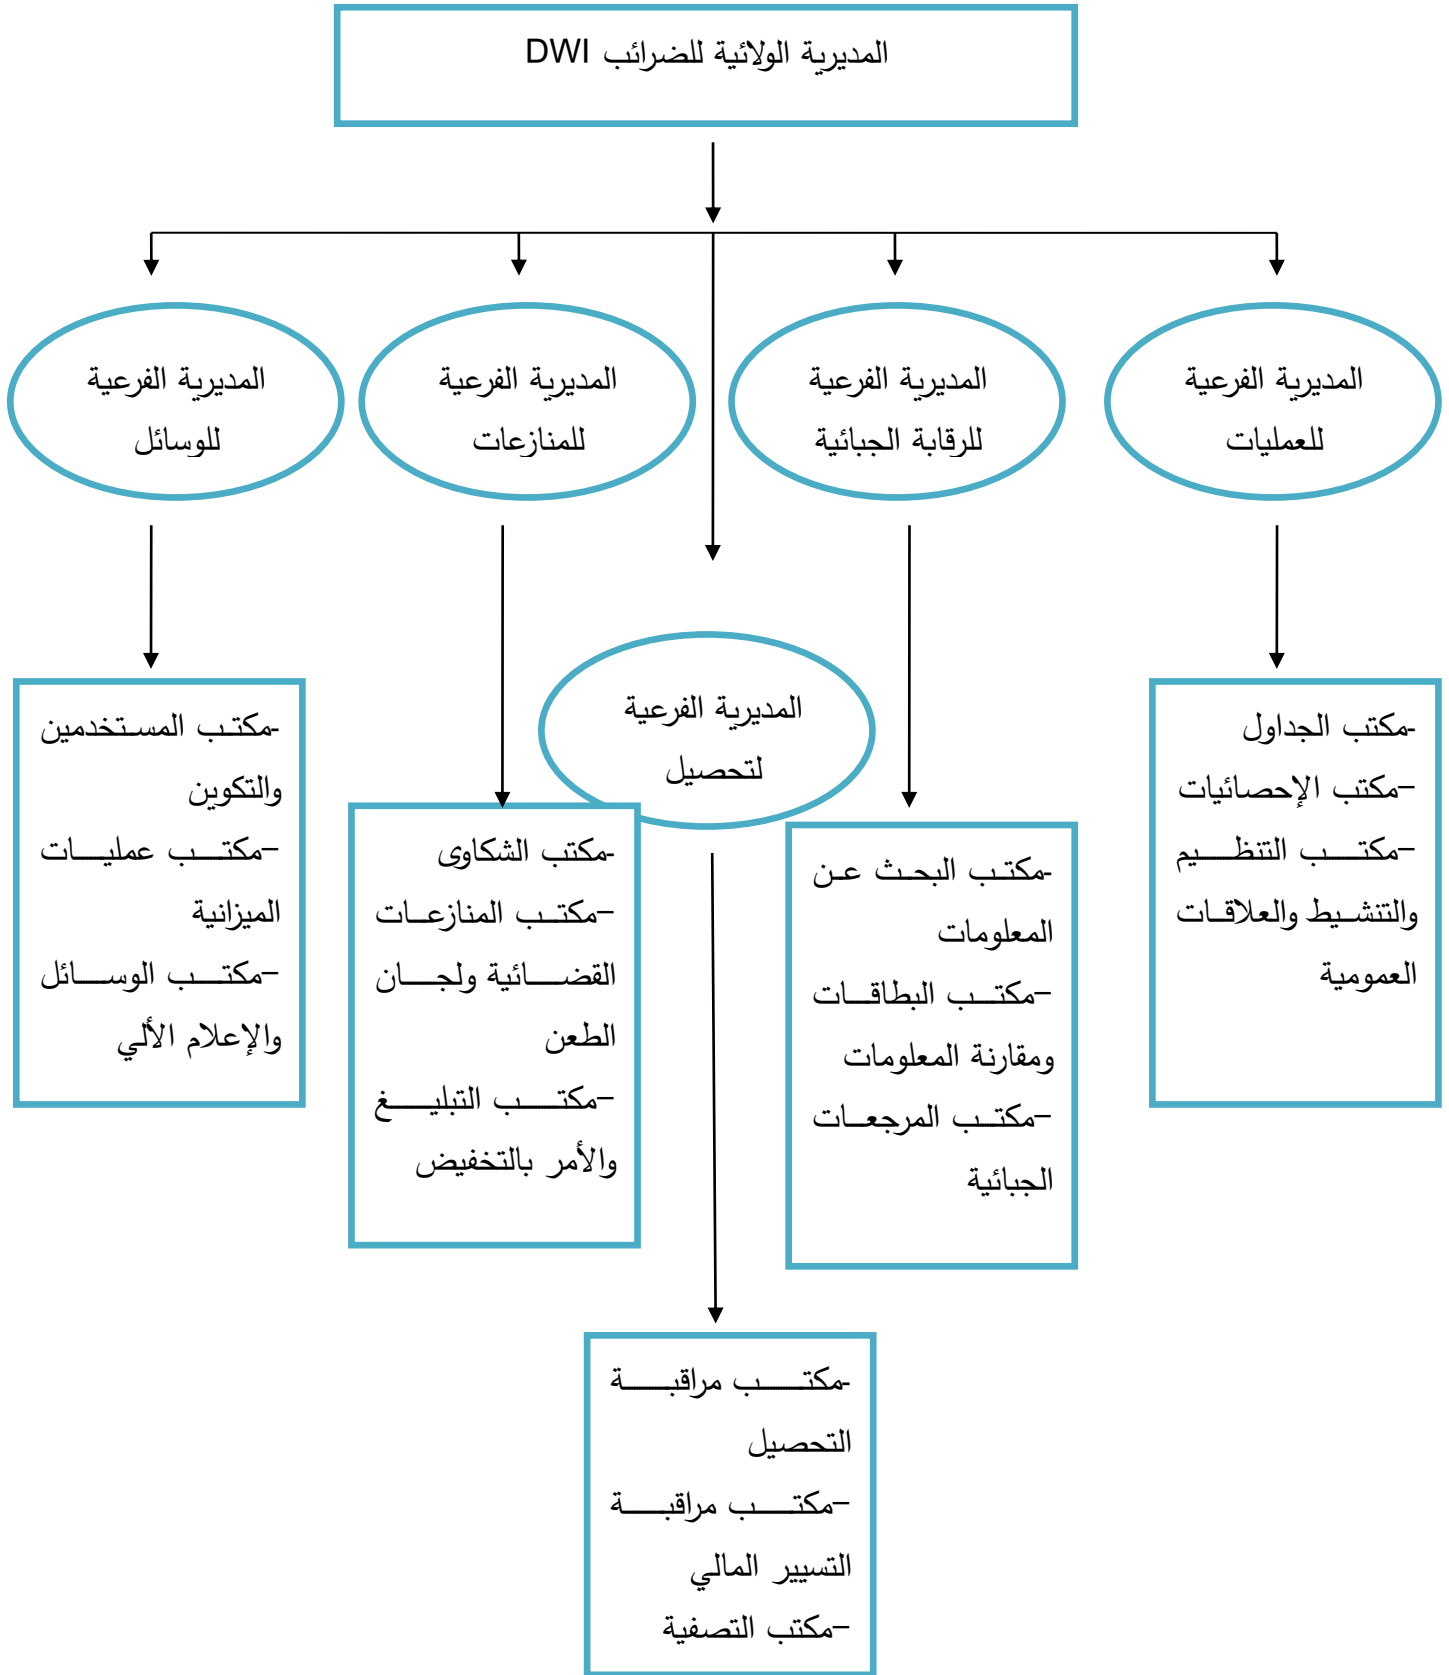 المديرية الولائية للضرائب DWI
المديرية الفرعية
للعمليات
المديرية الفرعية
للرقابة الجبائية
المديرية الفرعية
للمنازعات
المديرية الفرعية
للوسائل
المديرية الفرعية
لتحصيل
-مكتب الجداول
–مكتب الإحصائيات
–مكتب التنظيم
والتنشيط والعلاقات
العمومية
-مكتب البحث عن
المعلومات
–مكتب البطاقات
ومقارنة المعلومات
–مكتب المرجعات
الجبائية
-مكتب الشكاوى
–مكتب المنازعات
القضائية ولجان
الطعن
–مكتب التبليغ
والأمر بالتخفيض
-مكتب المستخدمين
والتكوين
–مكتب عمليات
الميزانية
–مكتب الوسائل
والإعلام الألي
-مكتب مراقبة
التحصيل
–مكتب مراقبة
التسيير المالي
–مكتب التصفية